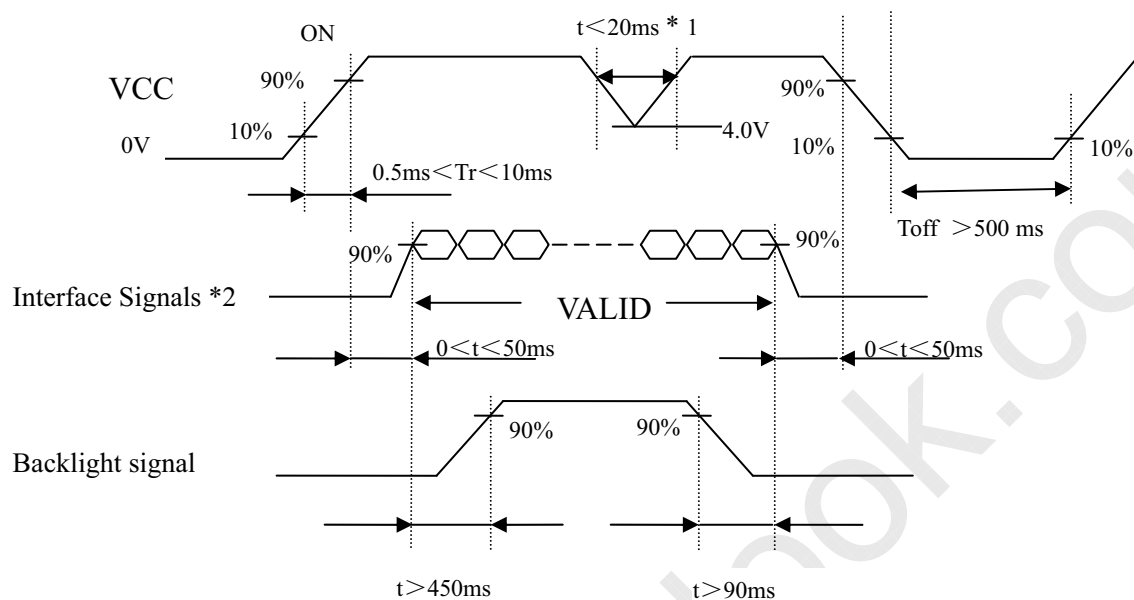 t＜20ms * 1
ON
90%
VCC
90%
10%
0V
4.0V
10%
10%
0.5ms＜Tr＜10ms
Toff ＞500 ms
90%
90%
Interface Signals *2
VALID
0＜t＜50ms
0＜t＜50ms
90%
90%
Backlight signal
t＞450ms
t＞90ms